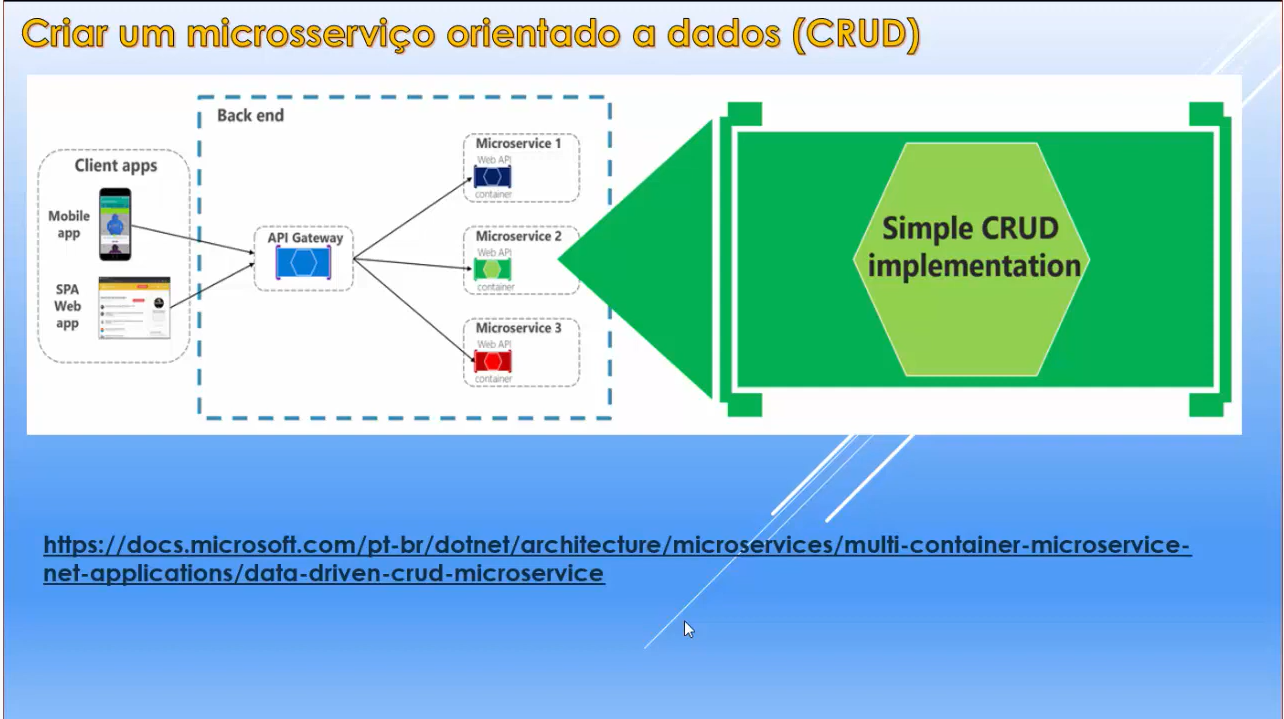 Criar um microsserviço orientado a dados (CRUD)
Back end
Client apps
Mobile
app
SPA
Web
app
API Gateway
Microservice 1
Web API
container
Microservice 2
Web API
container
Microservice 3
Web API
container
Simple CRUD
implementation
https://docs.microsoft.com/pt-br/dotnet/architecture/microservices/multi-container-microservice-
net-applications/data-driven-crud-microservice